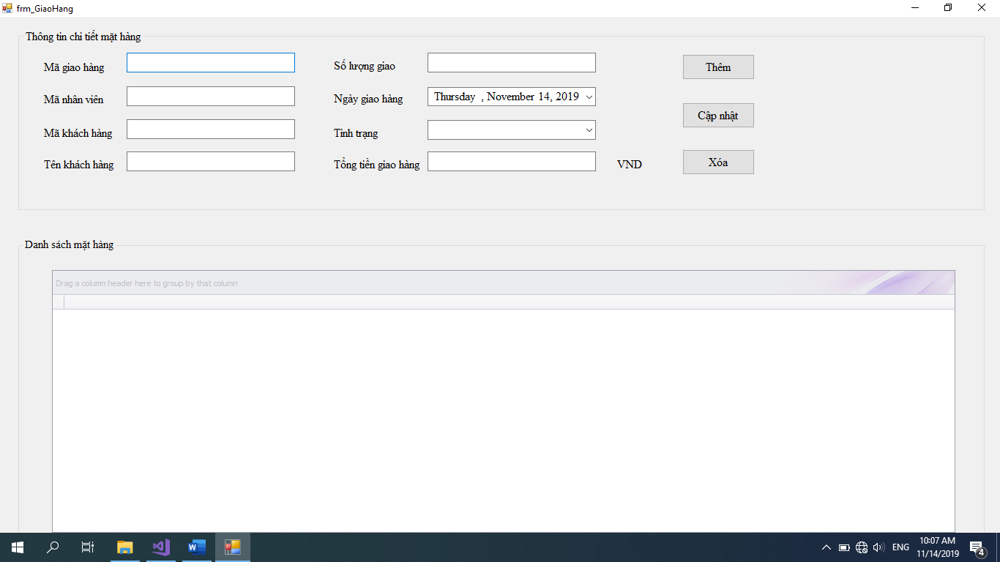 frm_GiaoHang
Thông tin chi tiết mặt hàng
Mã giao hàng
Số lượng giao
Thêm
Mã nhân viên
Ngày giao hàng
Thursday , November 14, 2019
Cập nhật
Mã khách hàng
Tình trạng
Tên khách hàng
Tổng tiền giao hàng
VND
Xóa
Danh sách mặt hàng
Drag a column header here to group by that column
ENG
10:07 AM
11/14/2019
4